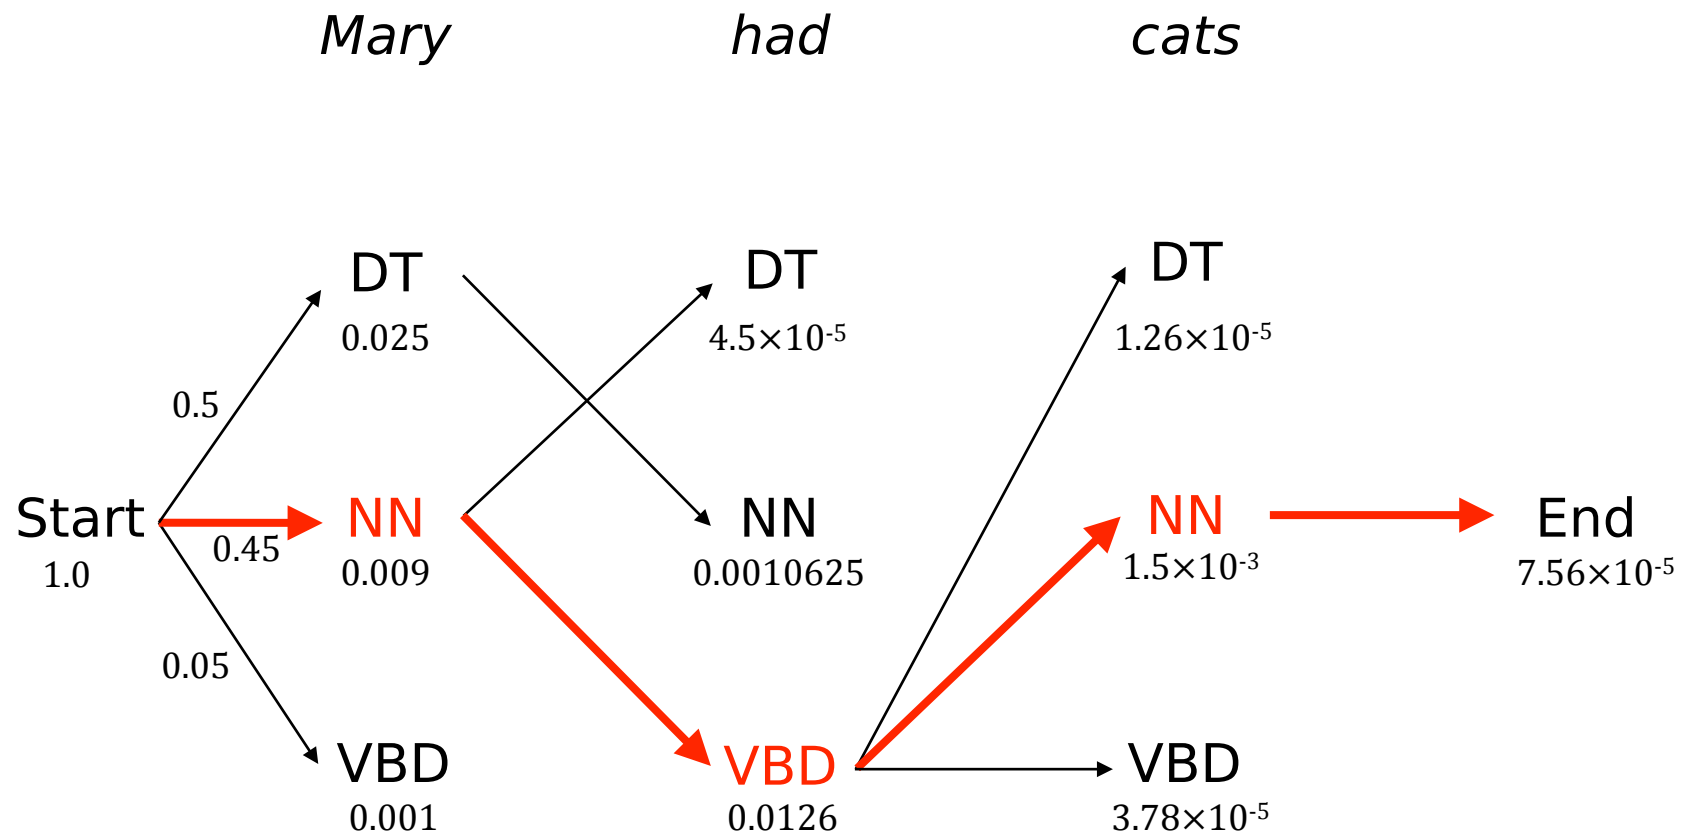 Mary had cats
DT DT DT
0.025 4.5×10⁻⁵ 1.26×10⁻⁵
0.5
Start NN NN NN End
1.0 0.45 0.009 0.0010625 1.5×10⁻³ 7.56×10⁻⁵
0.05
VBD VBD VBD
0.001 0.0126 3.78×10⁻⁵